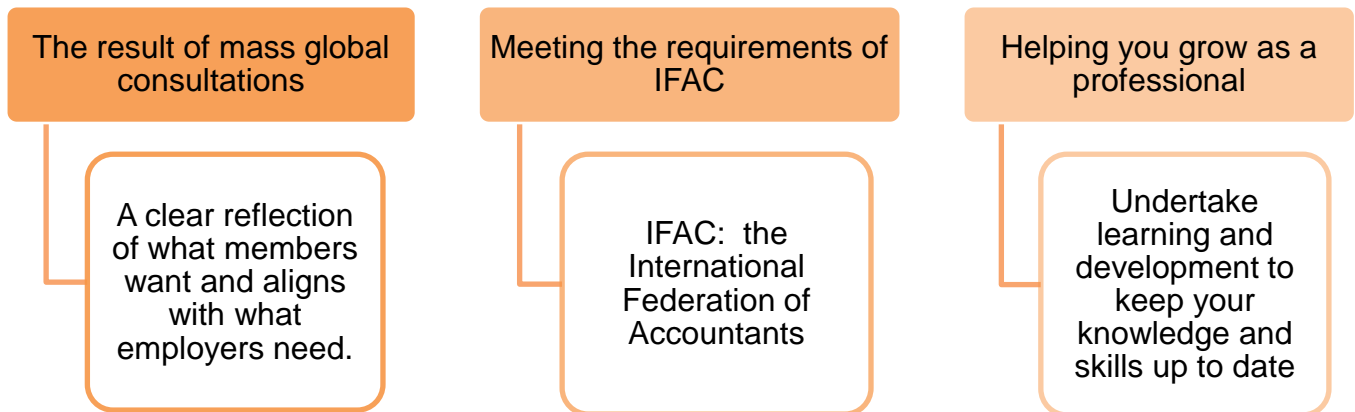 The result of mass global
consultations
A clear reflection
of what members
want and aligns
with what
employers need.
Meeting the requirements of
IFAC
IFAC:  the
International
Federation of
Accountants
Helping you grow as a
professional
Undertake
learning and
development to
keep your
knowledge and
skills up to date